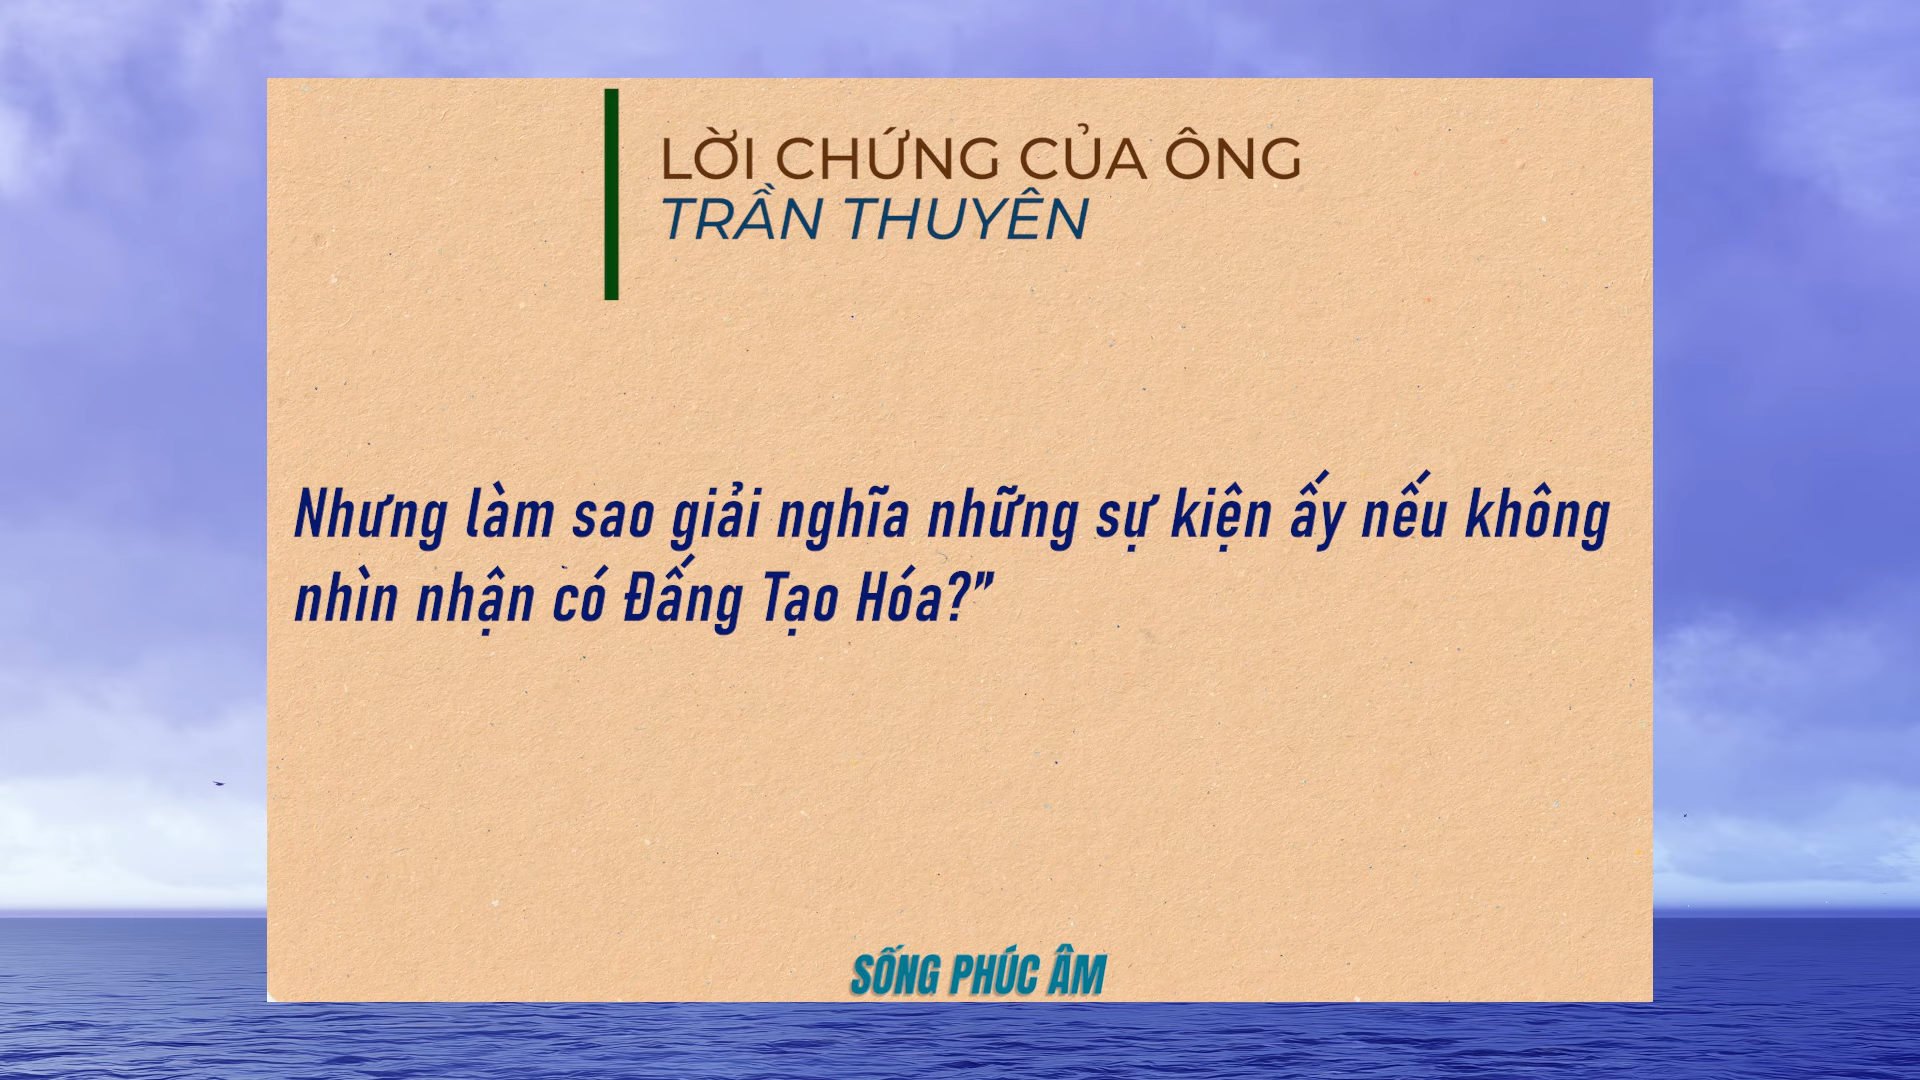 LỜI CHỨNG CỦA ÔNG
TRẦN THUYÊN
Nhưng làm sao giải nghĩa những sự kiện ấy nếu không
nhìn nhận có Đấng Tạo Hóa?”
SỐNG PHÚC ÂM